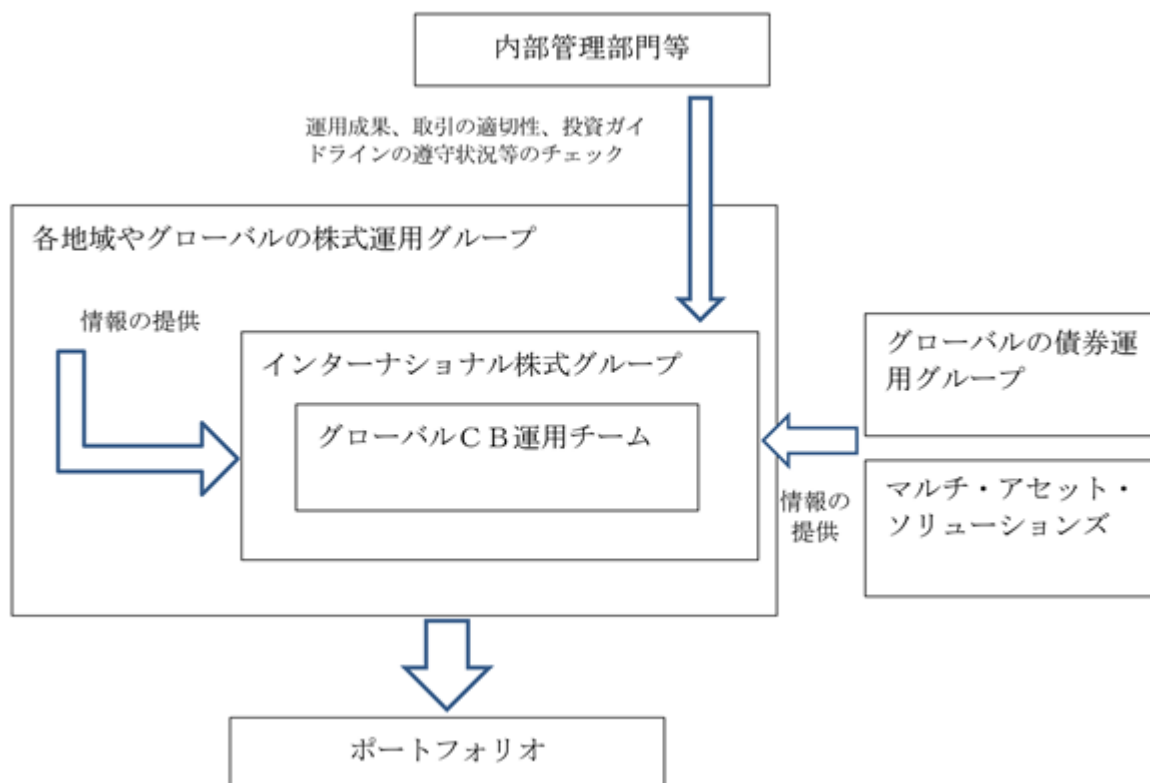 内部管理部門等
運用成果、取引の適切性、投資ガイ
ドラインの遵守状況等のチェック
各地域やグローバルの株式運用グループ
情報の提供
インターナショナル株式グループ
グローバルCB運用チーム
グローバルの債券運
用グループ
マルチ・アセット・
ソリューションズ
情報の
提供
ポートフォリオ